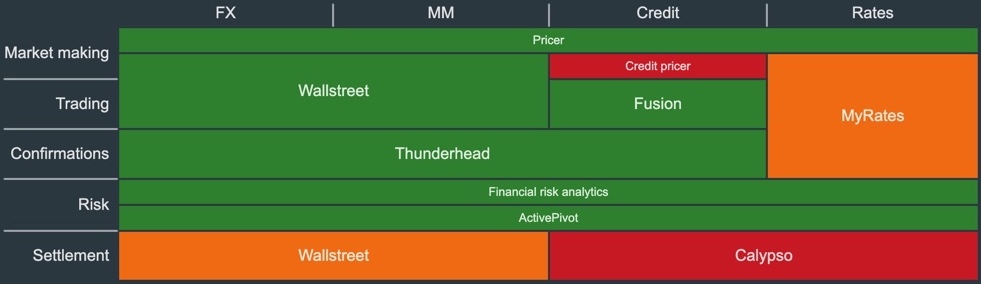 FX MM Credit Rates
Market making
Pricer
Credit pricer
Wallstreet
Trading
Fusion
MyRates
Confirmations
Thunderhead
Risk
Financial risk analytics
ActivePivot
Settlement
Wallstreet
Calypso